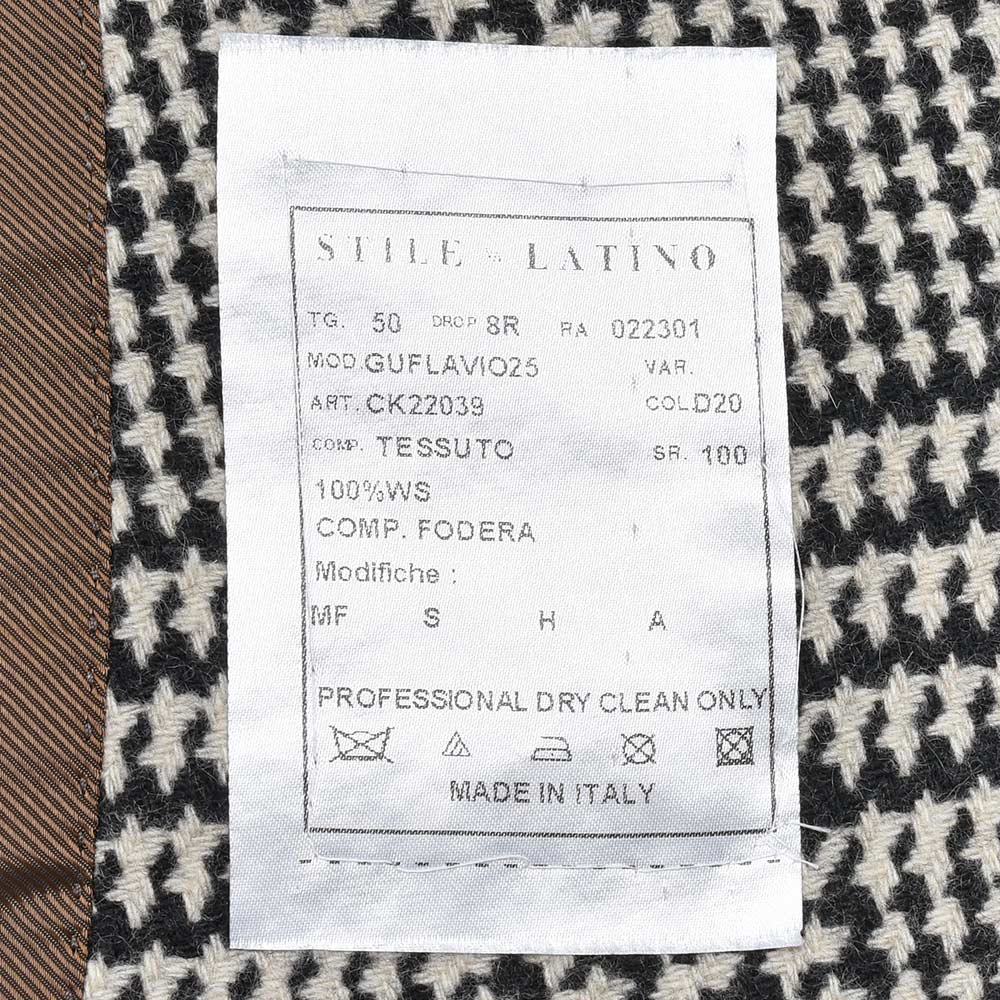 STILE LATINO
TG. 50 DROP 8R RA 022301
MOD.GUFLAVIO25 VAR.
ART. CK22039 COL.D20
COMP. TESSUTO SR. 100
100%WS
COMP. FODERA
Modifiche :
MF S H A
PROFESSIONAL DRY CLEAN ONLY
MADE IN ITALY